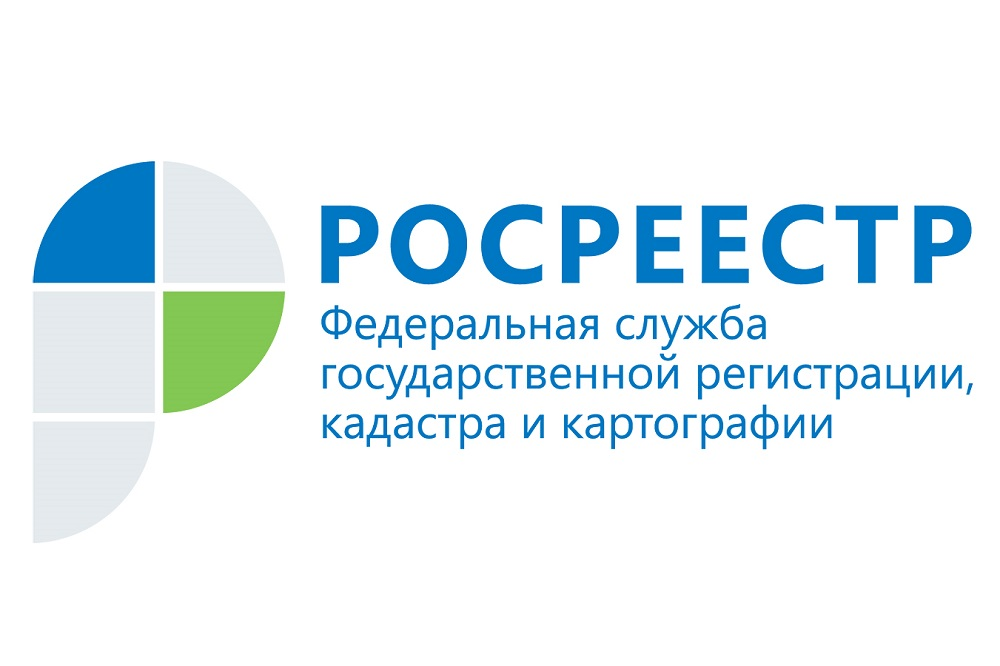 РОСРЕЕСТР
Федеральная служба
государственной регистрации,
кадастра и картографии